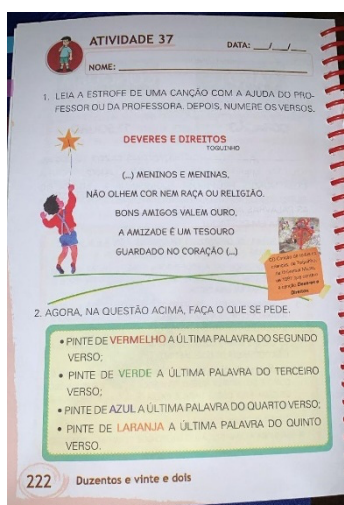 ATIVIDADE 37
DATA: ___/___/___
NOME: ___
1. LEIA A ESTROFE DE UMA CANÇÃO COM A AJUDA DO PRO-
FESSOR OU DA PROFESSORA. DEPOIS, NUMERE OS VERSOS.
DEVERES E DIREITOS
TOQUINHO
(...) MENINOS E MENINAS,
NÃO OLHEM COR NEM RAÇA OU RELIGIÃO.
BONS AMIGOS VALEM OURO,
A AMIZADE É UM TESOURO
GUARDADO NO CORAÇÃO (...)
2. AGORA, NA QUESTÃO ACIMA, FAÇA O QUE SE PEDE.
• PINTE DE VERMELHO A ÚLTIMA PALAVRA DO SEGUNDO
VERSO;
• PINTE DE VERDE A ÚLTIMA PALAVRA DO TERCEIRO
VERSO;
• PINTE DE AZUL A ÚLTIMA PALAVRA DO QUARTO VERSO;
• PINTE DE LARANJA A ÚLTIMA PALAVRA DO QUINTO
VERSO.
222 Duzentos e vinte e dois